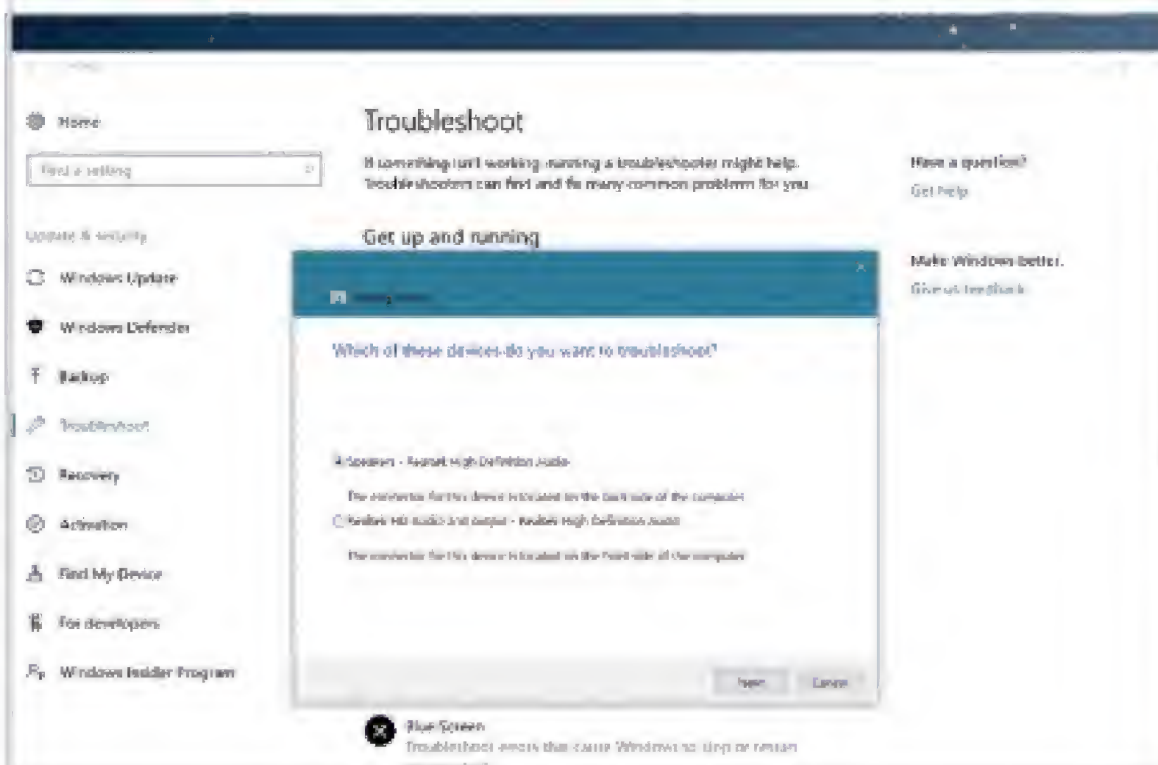 Home
Find a setting
Update & security
Windows Update
Windows Defender
Backup
Troubleshoot
Recovery
Activation
Find My Device
For developers
Windows Insider Program
Troubleshoot
If something isn't working, running a troubleshooter might help.
Troubleshooters can find and fix many common problems for you.
Get up and running
Which of these devices do you want to troubleshoot?
Speakers - Realtek High Definition Audio
The connector for this device is located on the back side of the computer
Realtek HD Audio 2nd output - Realtek High Definition Audio
The connector for this device is located on the front side of the computer
Next
Cancel
Blue Screen
Troubleshoot errors that cause Windows to stop or restart
Have a question?
Get help
Make Windows better.
Give us feedback